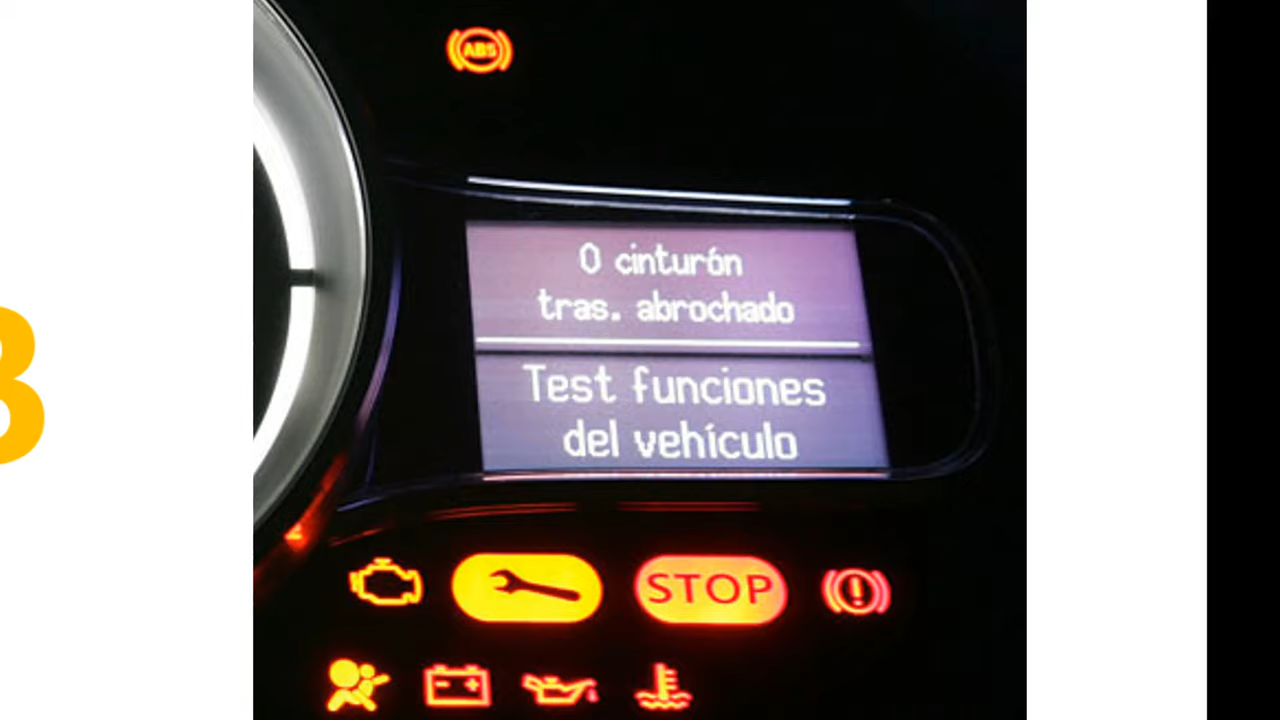 ABS
0 cinturón
tras. abrochado
Test funciones
del vehículo
STOP